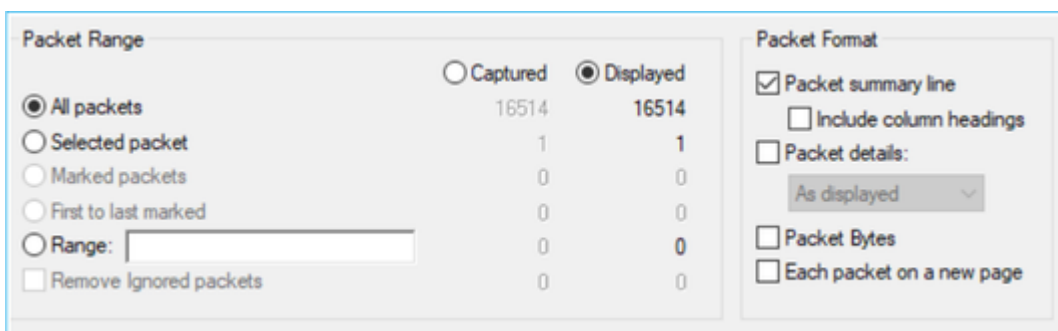 Packet Range
Captured Displayed
All packets 16514 16514
Selected packet 1 1
Marked packets 0 0
First to last marked 0 0
Range: 0 0
Remove Ignored packets 0 0
Packet Format
Packet summary line
Include column headings
Packet details:
As displayed
Packet Bytes
Each packet on a new page